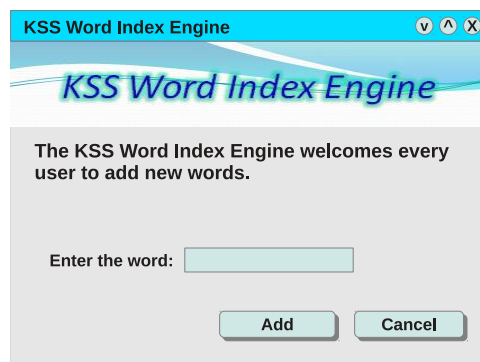 KSS Word Index Engine
v ^ X
KSS Word Index Engine
The KSS Word Index Engine welcomes every
user to add new words.
Enter the word:
Add Cancel